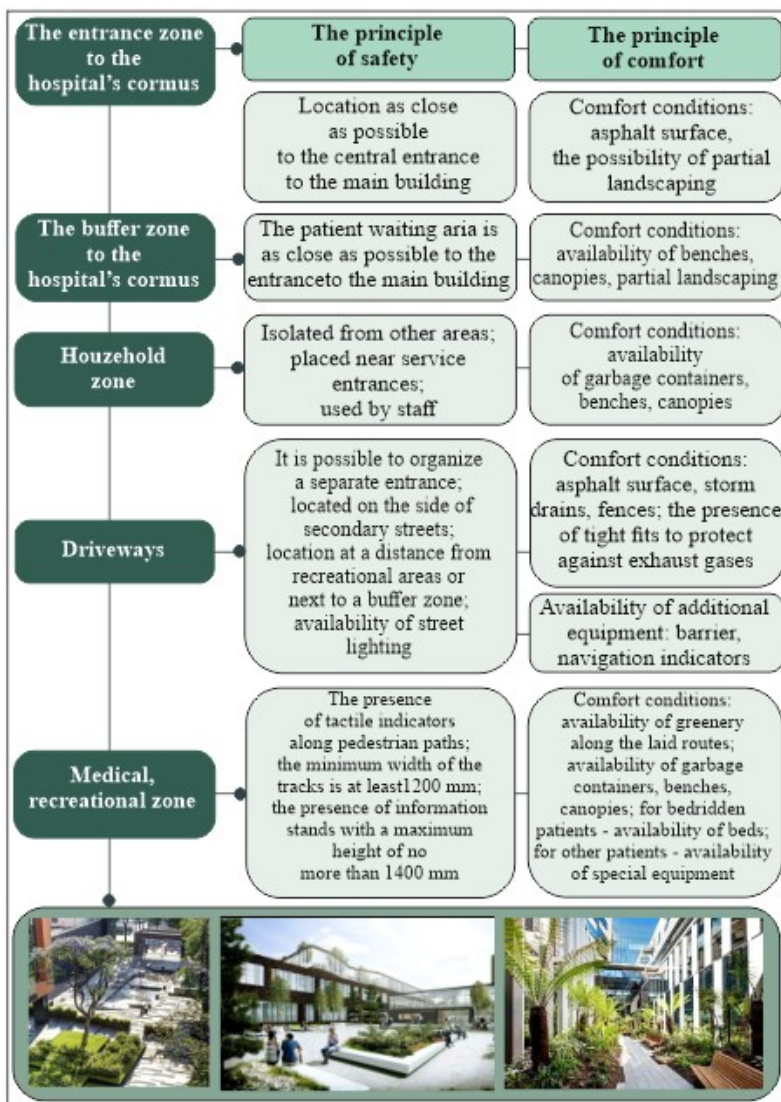 The entrance zone
to the
hospital's cormus
The principle
of safety
The principle
of comfort
Location as close
as possible
to the central entrance
to the main building
Comfort conditions:
asphalt surface,
the possibility of partial
landscaping
The buffer zone
to the
hospital's cormus
The patient waiting aria is
as close as possible to the
entranceto the main building
Comfort conditions:
availability of benches,
canopies, partial landscaping
Houzehold
zone
Isolated from other areas;
placed near service
entrances;
used by staff
Comfort conditions:
availability
of garbage containers,
benches, canopies
Driveways
It is possible to organize
a separate entrance;
located on the side of
secondary streets;
location at a distance from
recreational areas or
next to a buffer zone;
availability of street
lighting
Comfort conditions:
asphalt surface, storm
drains, fences; the presence
of tight fits to protect
against exhaust gases
Availability of additional
equipment: barrier,
navigation indicators
Medical,
recreational zone
The presence
of tactile indicators
along pedestrian paths;
the minimum width of the
tracks is at least1200 mm;
the presence of information
stands with a maximum
height of no
more than 1400 mm
Comfort conditions:
availability of greenery
along the laid routes;
availability of garbage
containers, benches,
canopies; for bedridden
patients - availability of beds;
for other patients - availability
of special equipment